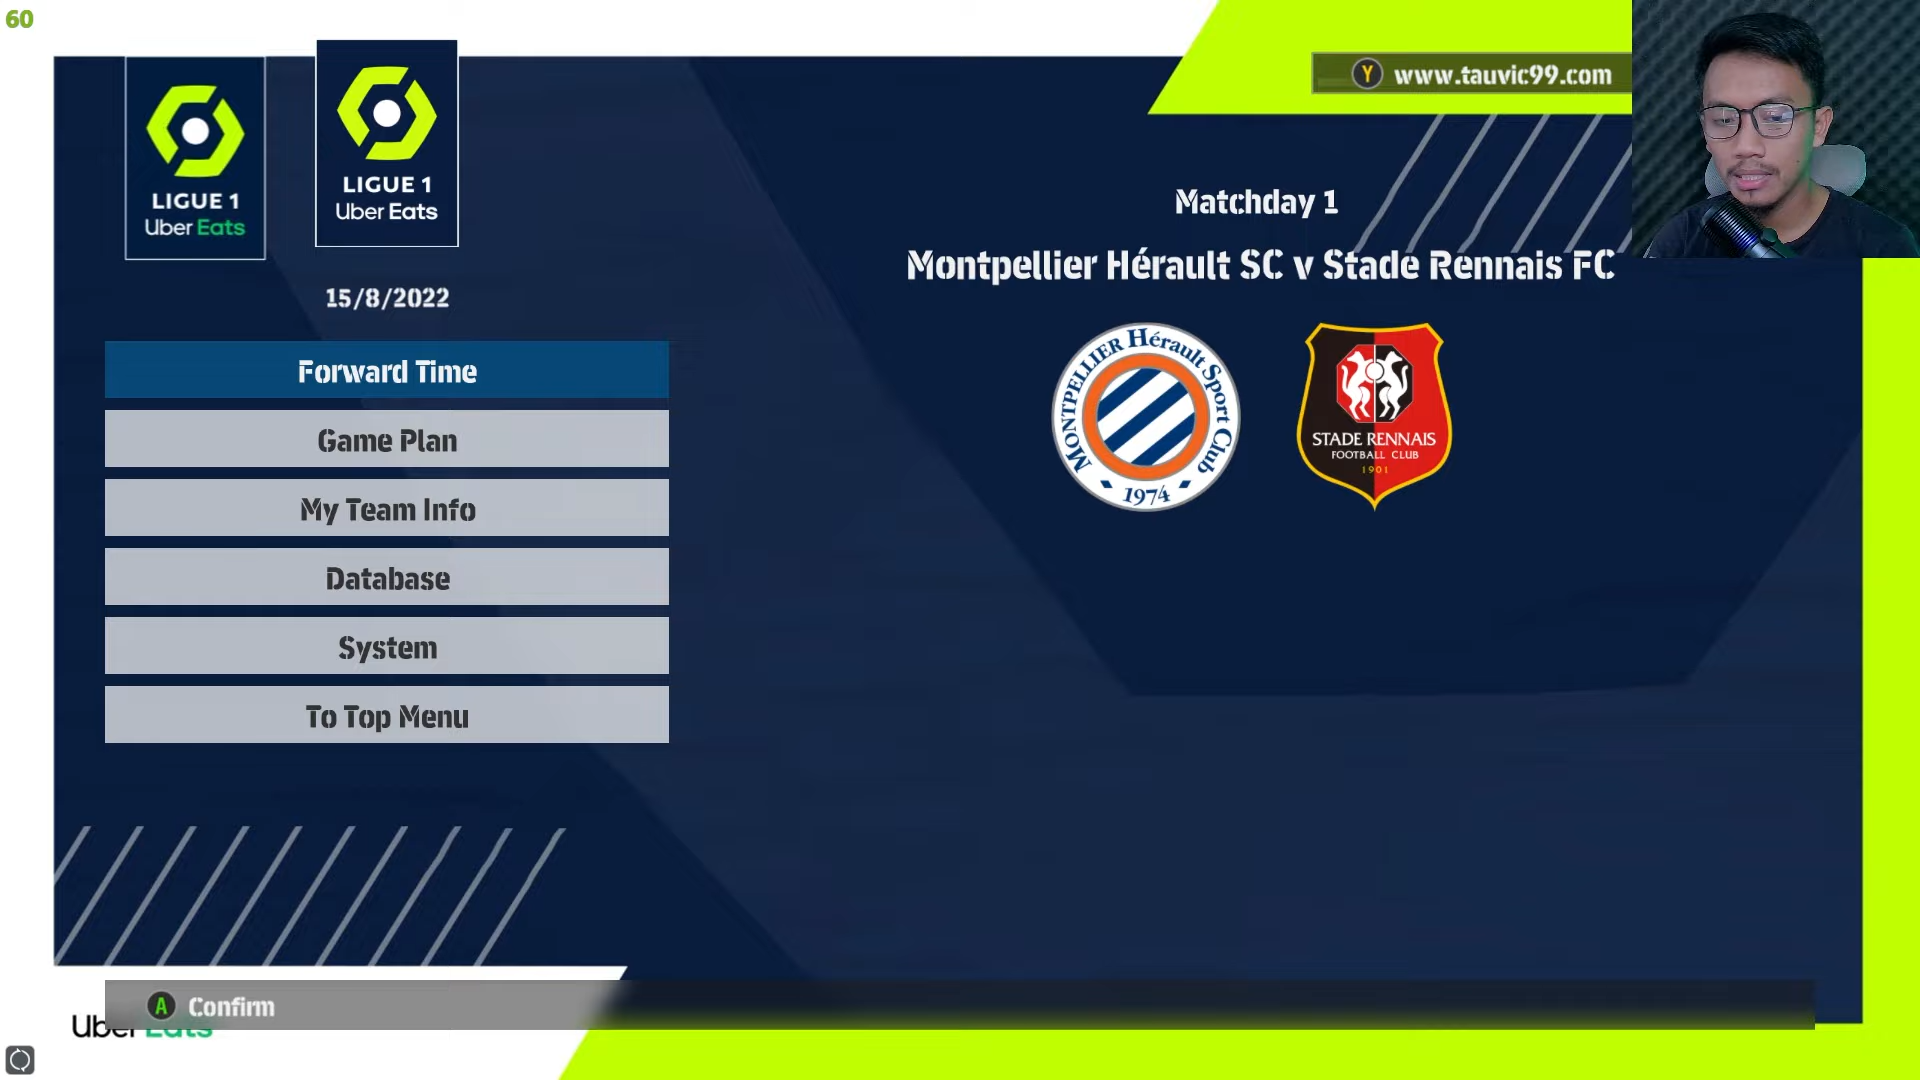 60
LIGUE 1
Uber Eats
LIGUE 1
Uber Eats
15/8/2022
Forward Time
Game Plan
My Team Info
Database
System
To Top Menu
Y www.tauvic99.com
Matchday 1
Montpellier Hérault SC v Stade Rennais FC
MONTPELLIER Hérault Sport Club
1974
STADE RENNAIS
FOOTBALL CLUB
1901
A Confirm
Uber Eats